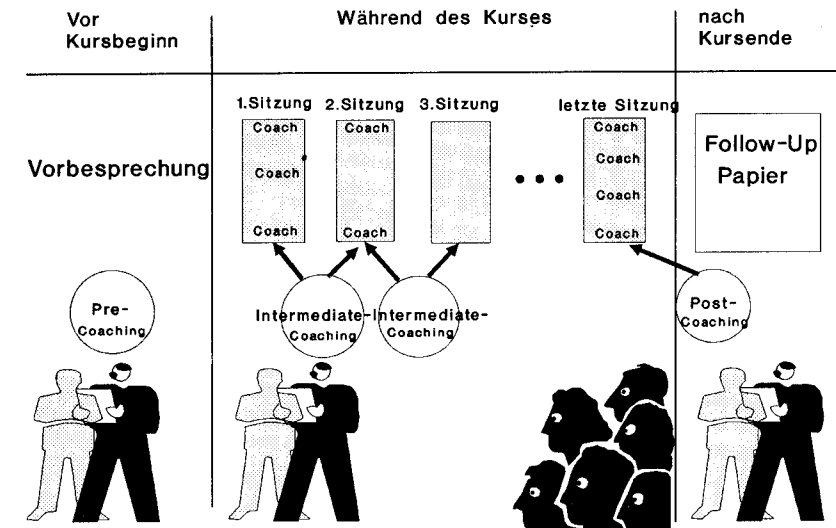 Vor
Kursbeginn
Während des Kurses
nach
Kursende
1.Sitzung 2.Sitzung 3.Sitzung letzte Sitzung
Coach Coach Coach
Coach
Coach
Coach
Coach Coach Coach
Vorbesprechung
• • •
Follow-Up
Papier
Pre-
Coaching
Intermediate-
Coaching
Intermediate-
Coaching
Post-
Coaching